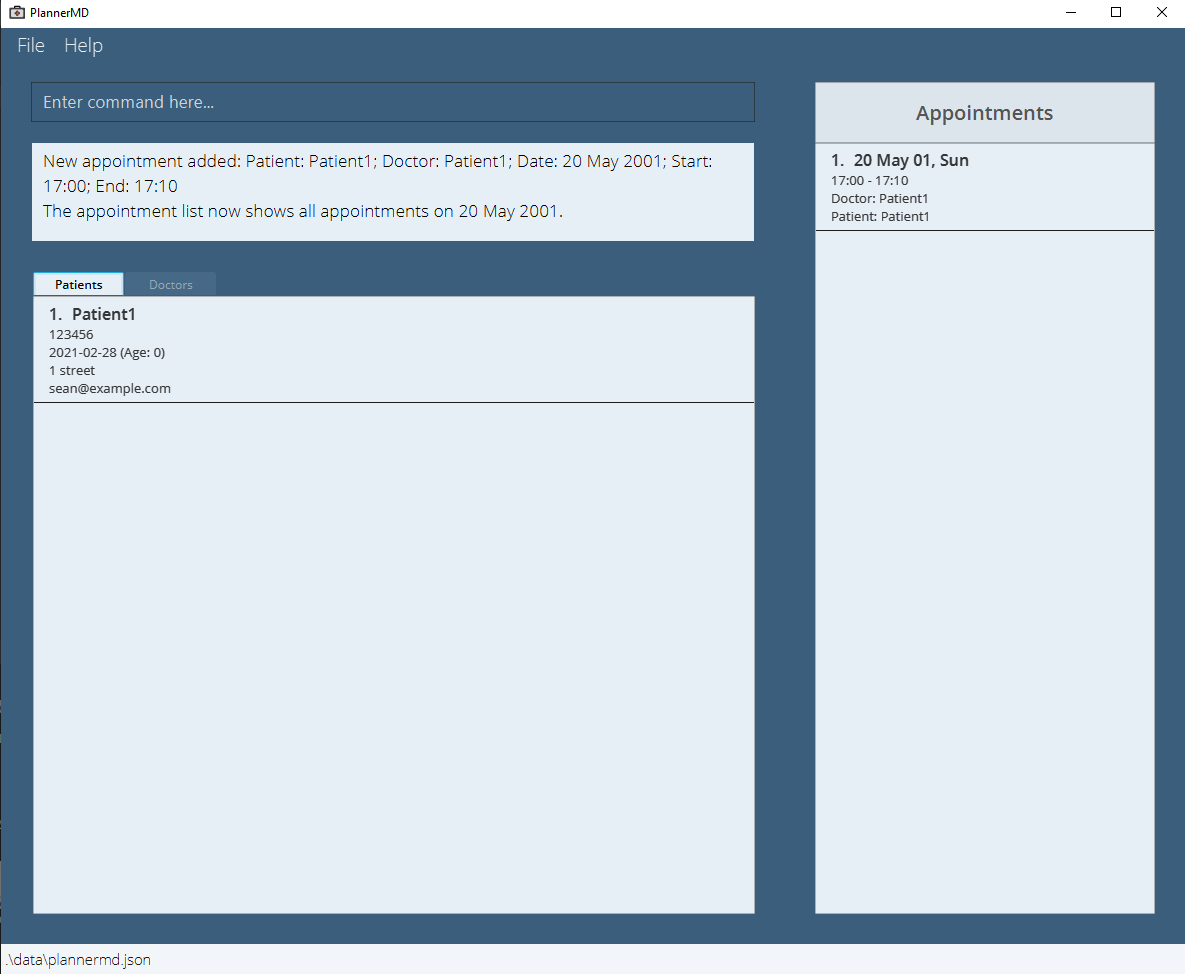 PlannerMD
File Help
Enter command here...
New appointment added: Patient: Patient1; Doctor: Patient1; Date: 20 May 2001; Start:
17:00; End: 17:10
The appointment list now shows all appointments on 20 May 2001.
Patients Doctors
1. Patient1
123456
2021-02-28 (Age: 0)
1 street
sean@example.com
Appointments
1. 20 May 01, Sun
17:00 - 17:10
Doctor: Patient1
Patient: Patient1
.\data\plannermd.json